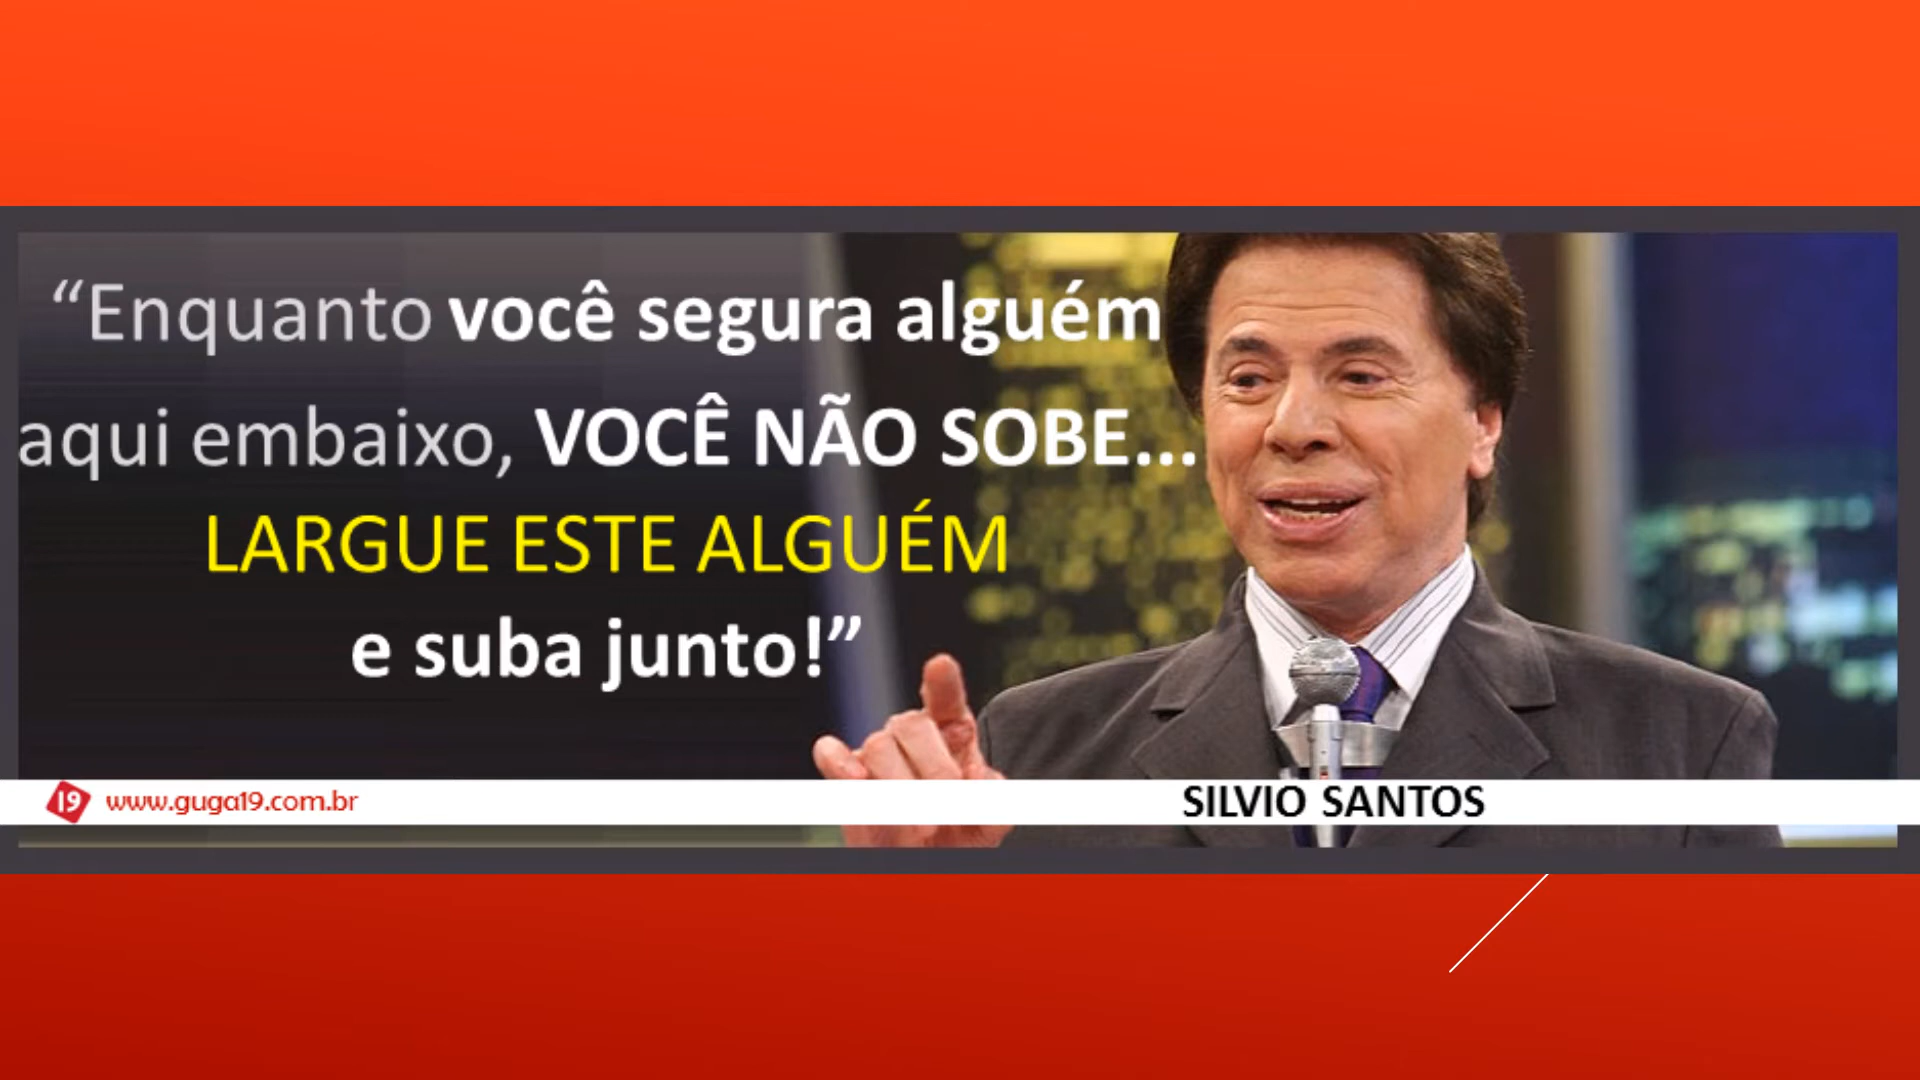 “Enquanto você segura alguém
aqui embaixo, VOCÊ NÃO SOBE...
LARGUE ESTE ALGUÉM
e suba junto!”
19 www.guga19.com.br
SILVIO SANTOS